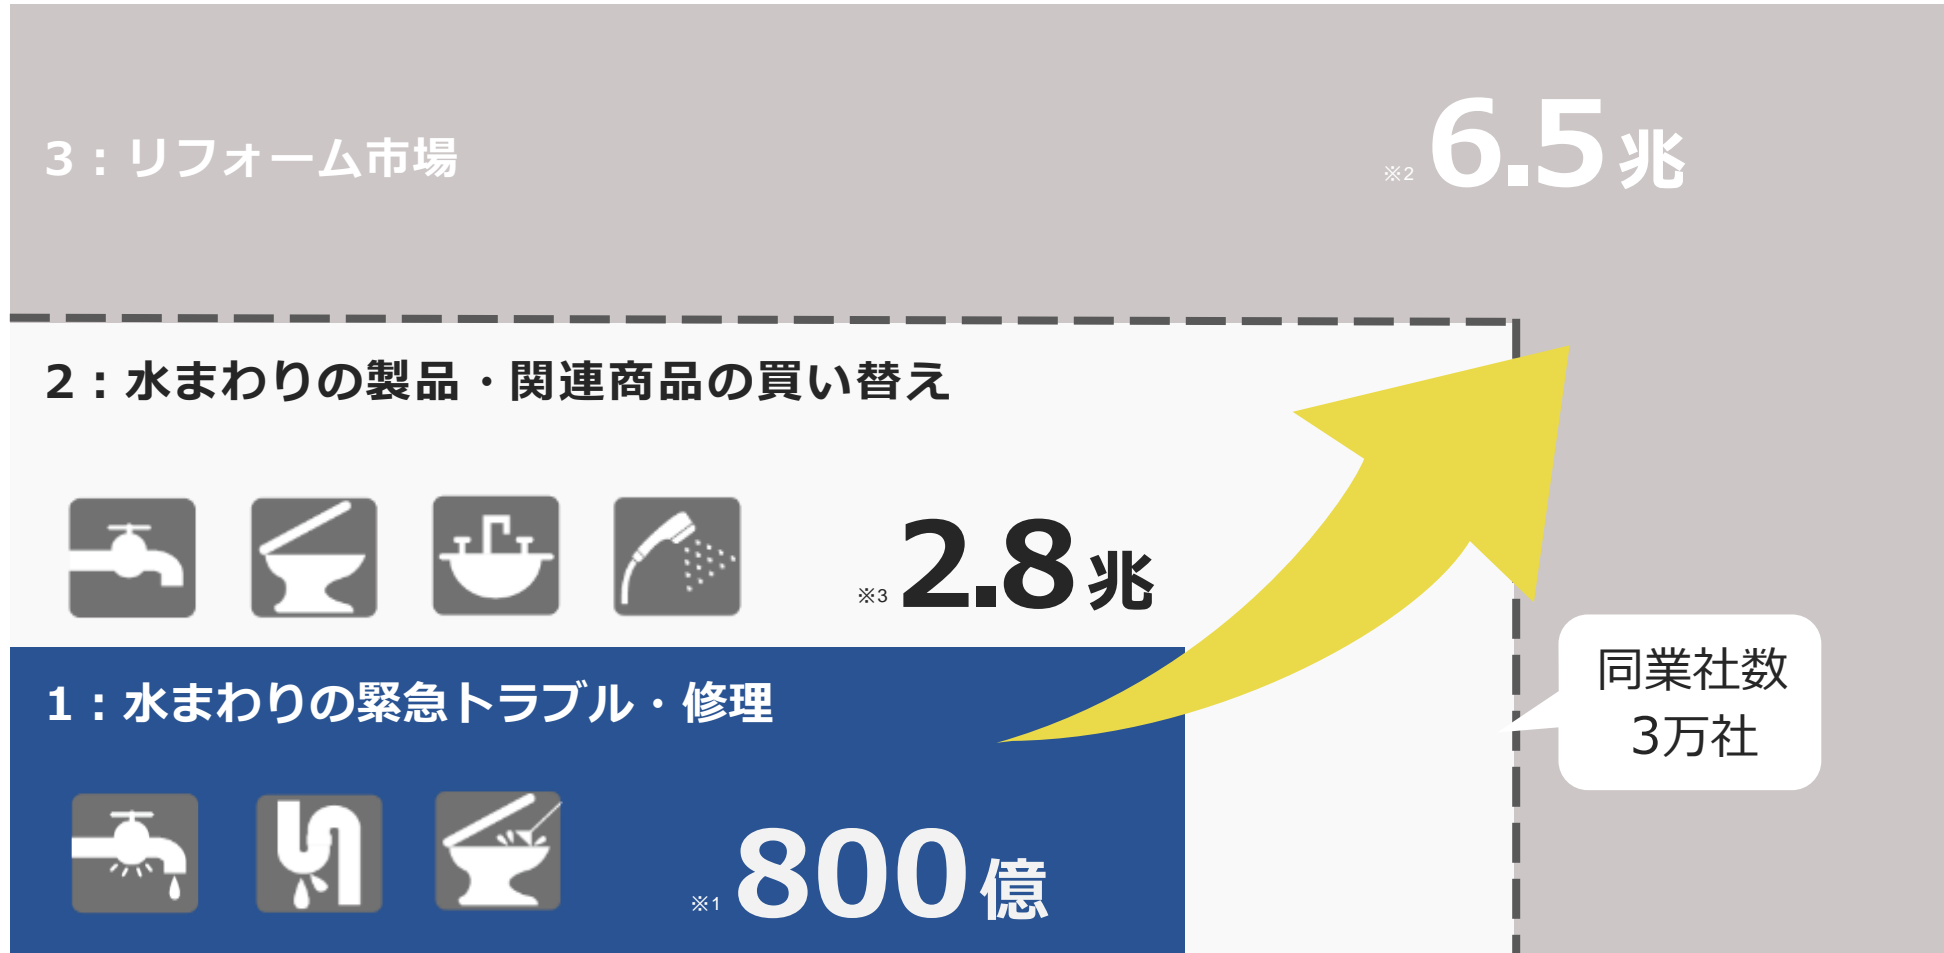 3：リフォーム市場
※2 6.5兆
2：水まわりの製品・関連商品の買い替え
※3 2.8兆
1：水まわりの緊急トラブル・修理
同業社数
3万社
※1 800億